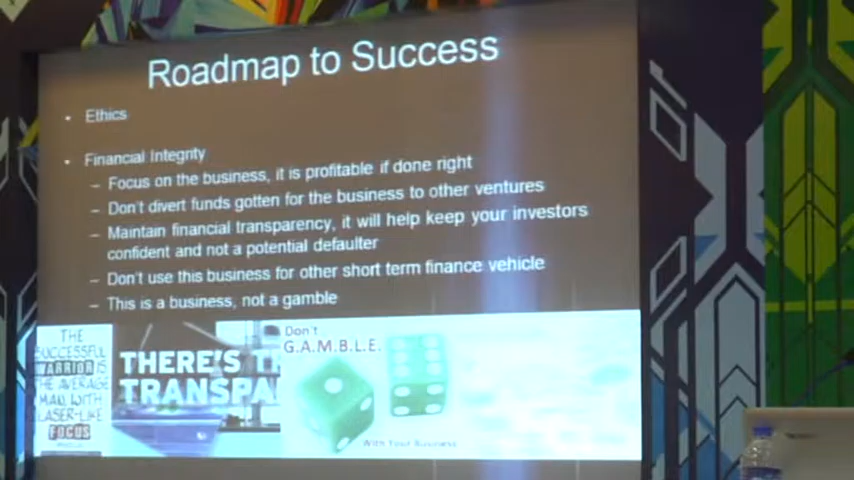 Roadmap to Success
• Ethics
• Financial Integrity
– Focus on the business, it is profitable if done right
– Don't divert funds gotten for the business to other ventures
– Maintain financial transparency, it will help keep your investors
confident and not a potential defaulter
– Don't use this business for other short term finance vehicle
– This is a business, not a gamble
THE
SUCCESSFUL
WARRIOR IS
THE AVERAGE
MAN, WITH
LASER-LIKE
FOCUS
THERE'S T
TRANSPA
Don't
G.A.M.B.L.E.
With Your Business